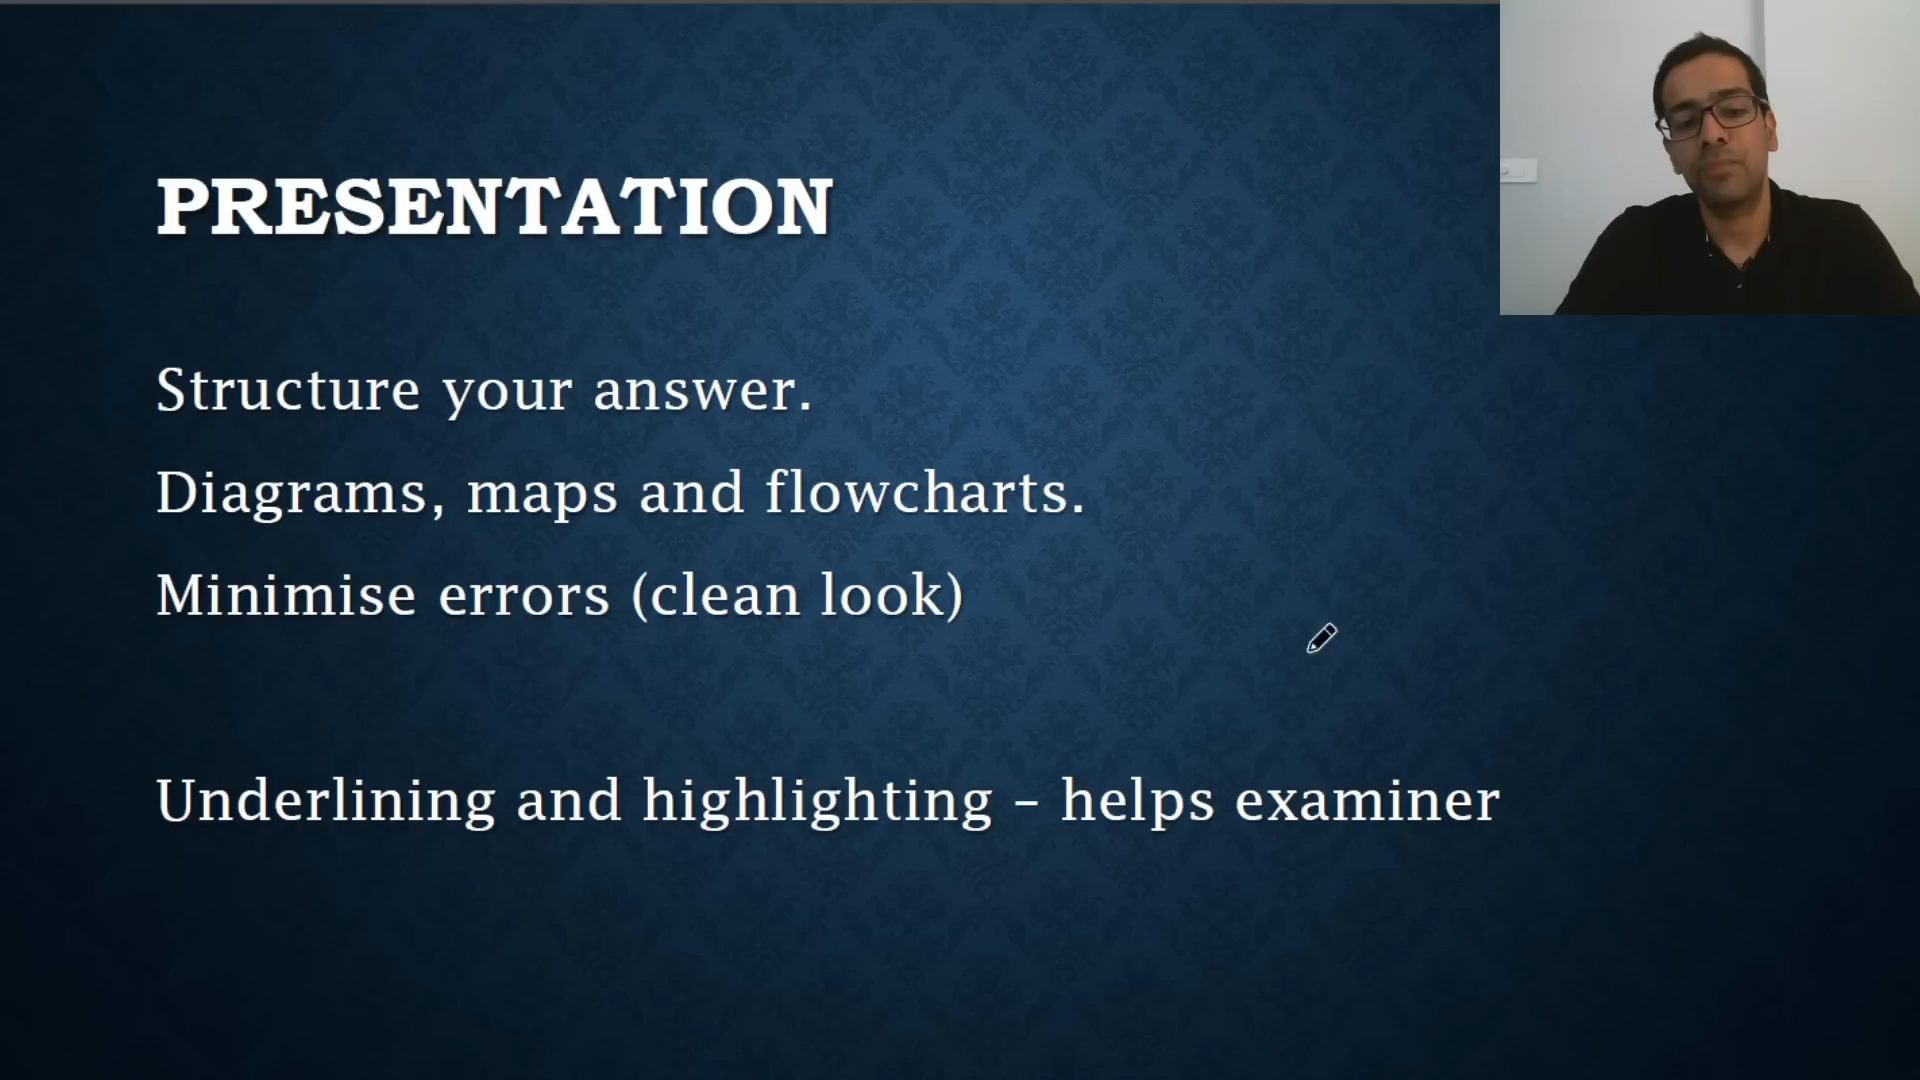 PRESENTATION
Structure your answer.
Diagrams, maps and flowcharts.
Minimise errors (clean look)
Underlining and highlighting – helps examiner